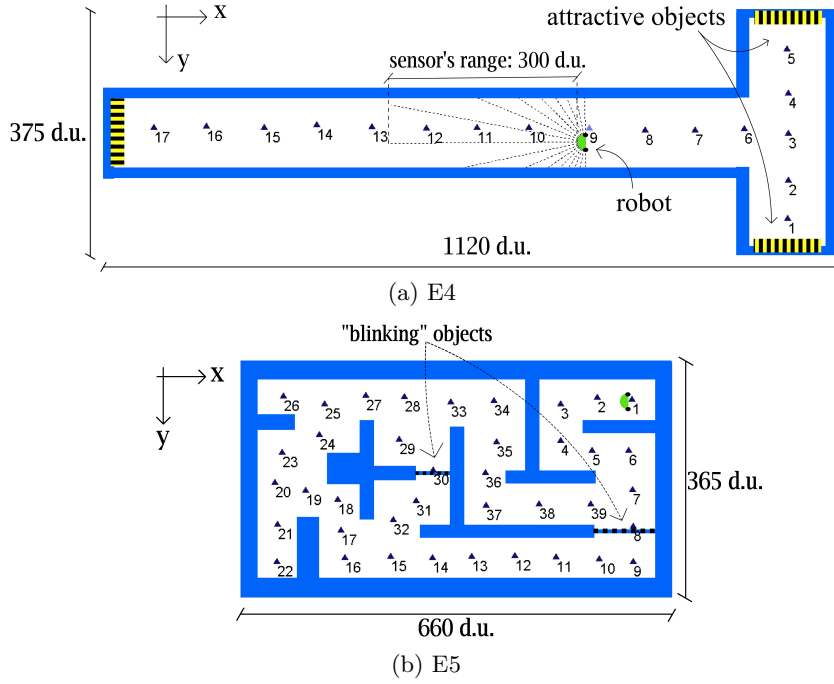 x
y
attractive objects
sensor's range: 300 d.u.
375 d.u.
17 16 15 14 13 12 11 10 9 8 7 6
5
4
3
2
1
robot
1120 d.u.
(a) E4
"blinking" objects
x
y
26 25 27 28 33 34 3 2 1
24 29 35 4 5 6
23 30 36
20 19 18 31 37 38 39 7
21 17 32 8
22 16 15 14 13 12 11 10 9
365 d.u.
660 d.u.
(b) E5